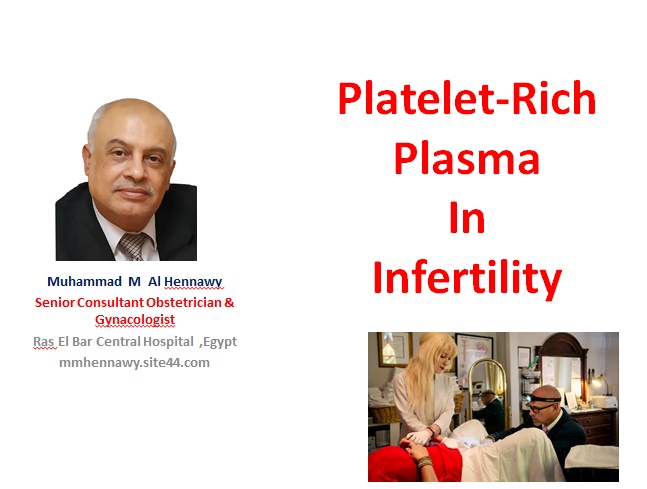 Platelet-Rich
Plasma
In
Infertility
Muhammad M Al Hennawy
Senior Consultant Obstetrician &
Gynacologist
Ras El Bar Central Hospital ,Egypt
mmhennawy.site44.com